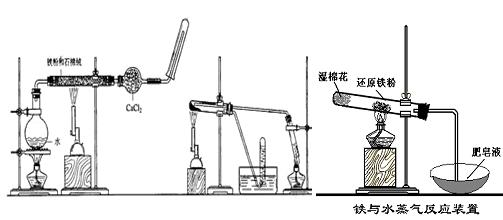 铁粉和石棉绒
CaCl₂
水
湿棉花
还原铁粉
肥皂液
铁与水蒸气反应装置